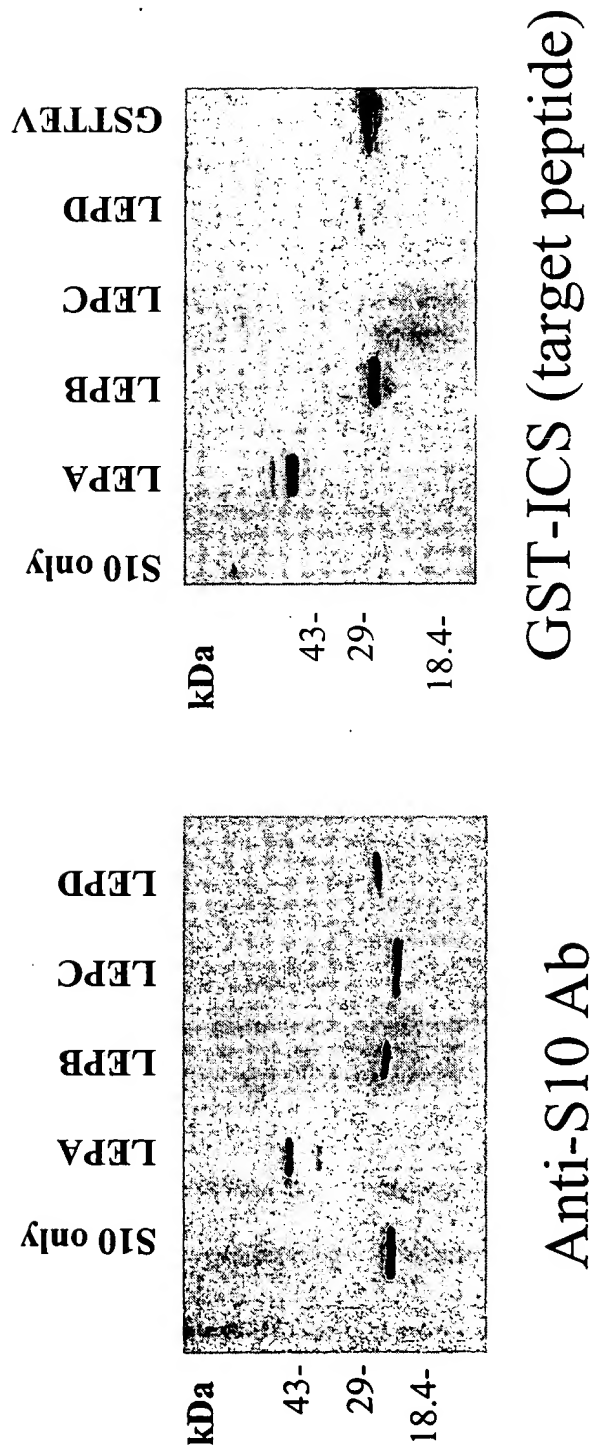 kDa
43-
29-
18.4-
S10 only
LEPA
LEPB
LEPC
LEPD
GSTTEV
GST-ICS (target peptide)
kDa
43-
29-
18.4-
S10 only
LEPA
LEPB
LEPC
LEPD
Anti-S10 Ab